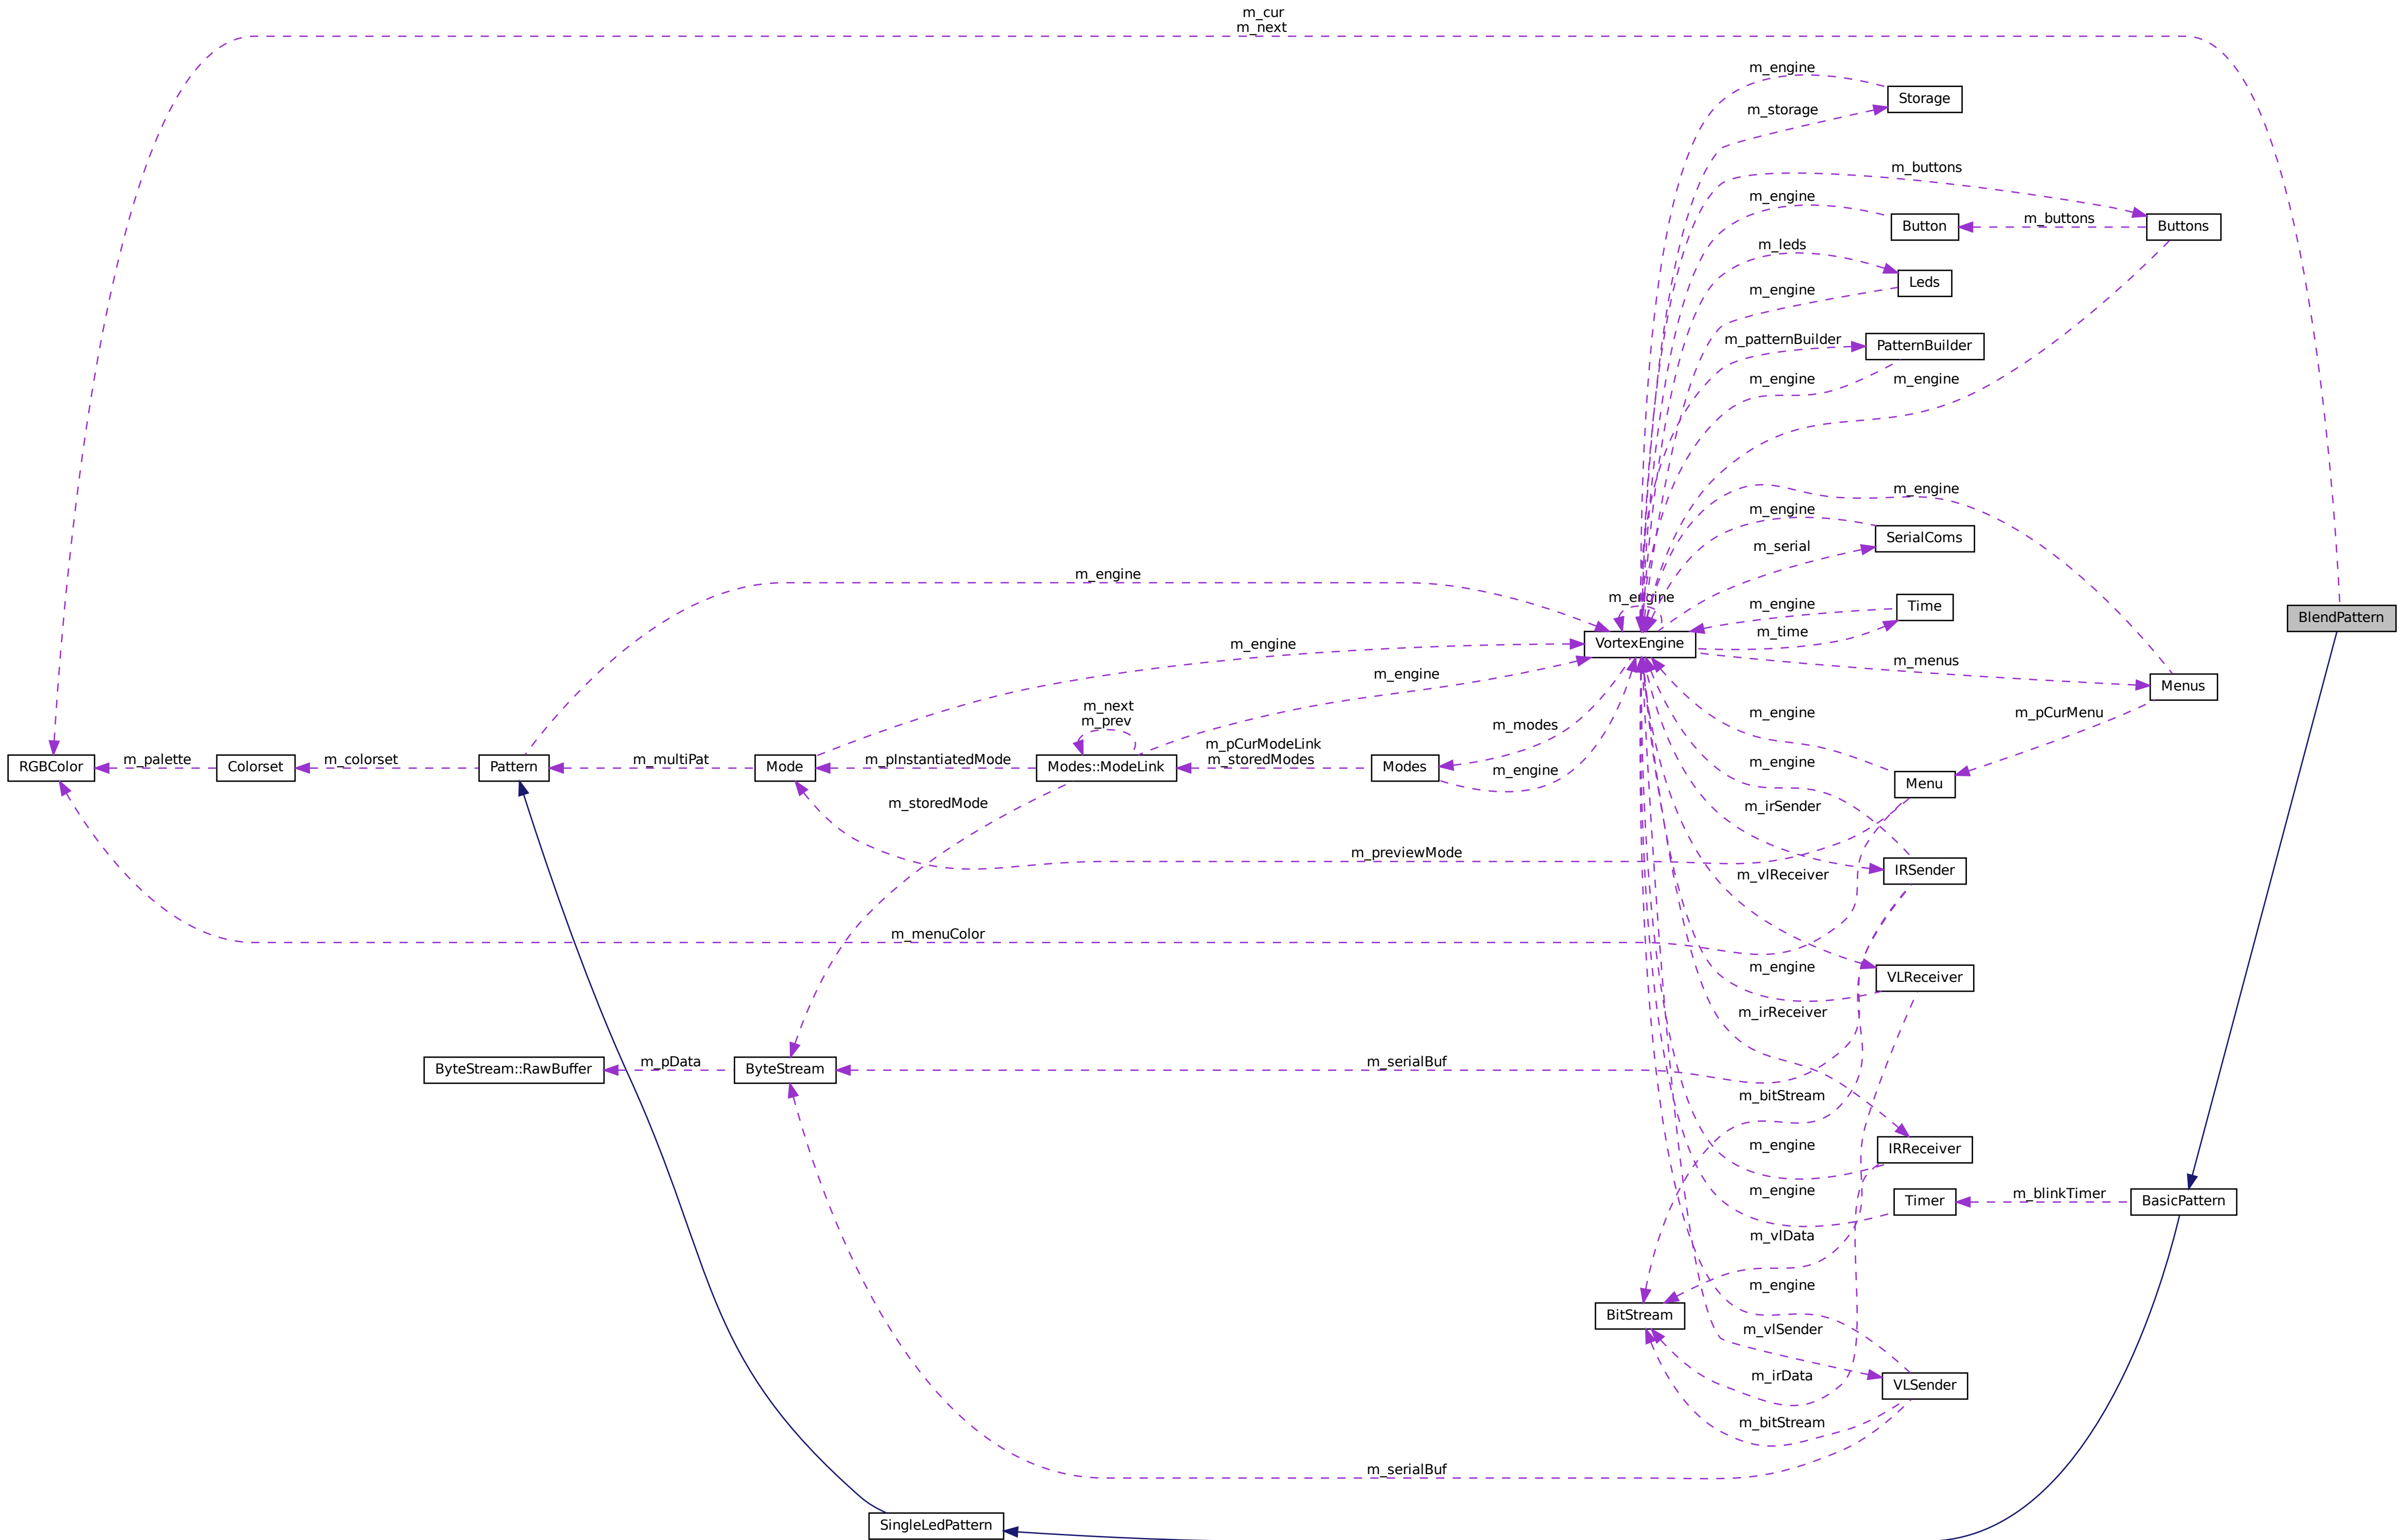 m_cur
m_next
m_engine
Storage
m_storage
m_buttons
m_engine
Button
m_buttons
Buttons
m_leds
Leds
m_engine
m_patternBuilder
PatternBuilder
m_engine
m_engine
m_engine
m_engine
SerialComs
m_serial
m_engine
m_engine
m_engine
Time
BlendPattern
m_time
VortexEngine
m_engine
m_menus
m_engine
Menus
m_next
m_prev
m_engine
m_pCurMenu
m_modes
m_pCurModeLink
m_storedModes
RGBColor
m_palette
Colorset
m_colorset
Pattern
m_multiPat
Mode
m_pInstantiatedMode
Modes::ModeLink
Modes
m_engine
m_engine
Menu
m_storedMode
m_irSender
m_previewMode
IRSender
m_vlReceiver
m_menuColor
m_engine
VLReceiver
m_irReceiver
ByteStream::RawBuffer
m_pData
ByteStream
m_serialBuf
m_bitStream
m_engine
IRReceiver
m_engine
Timer
m_blinkTimer
BasicPattern
m_vlData
m_engine
BitStream
m_vlSender
m_irData
VLSender
m_bitStream
m_serialBuf
SingleLedPattern